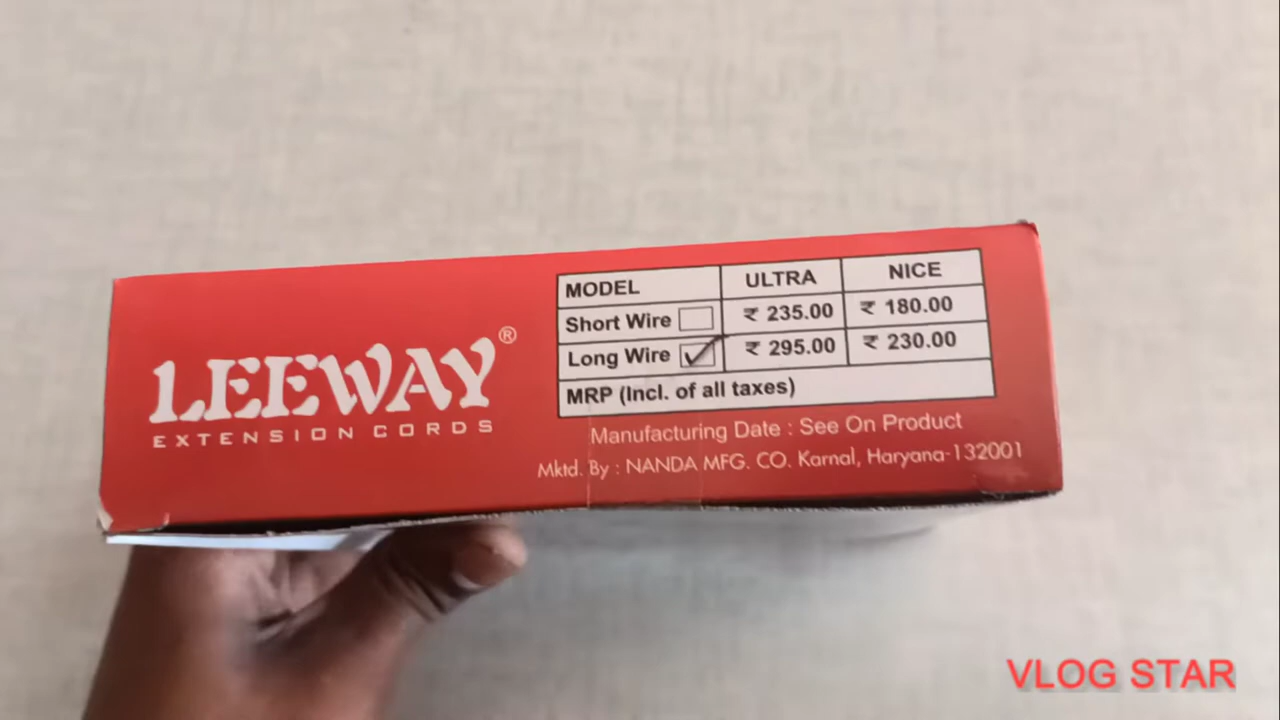 LEEWAY®
EXTENSION CORDS
MODEL ULTRA NICE
Short Wire ₹ 235.00 ₹ 180.00
Long Wire ✓ ₹ 295.00 ₹ 230.00
MRP (Incl. of all taxes)
Manufacturing Date : See On Product
Mktd. By : NANDA MFG. CO. Karnal, Haryana-132001
VLOG STAR